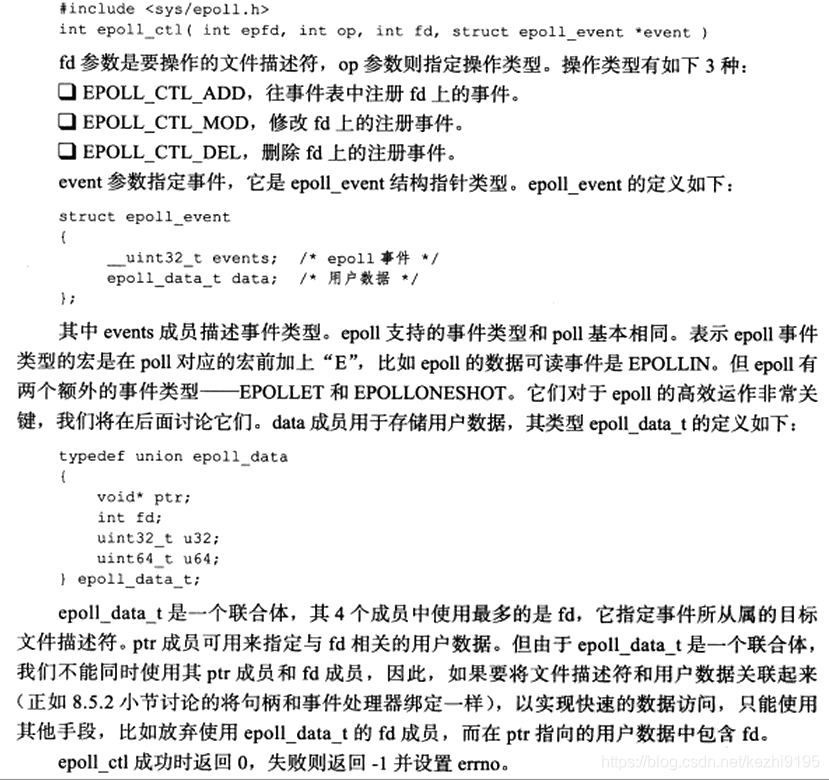 #include <sys/epoll.h>
int epoll_ctl( int epfd, int op, int fd, struct epoll_event *event )
fd 参数是要操作的文件描述符，op 参数则指定操作类型。操作类型有如下 3 种：
❑ EPOLL_CTL_ADD，往事件表中注册 fd 上的事件。
❑ EPOLL_CTL_MOD，修改 fd 上的注册事件。
❑ EPOLL_CTL_DEL，删除 fd 上的注册事件。
event 参数指定事件，它是 epoll_event 结构指针类型。epoll_event 的定义如下：
struct epoll_event
{
__uint32_t events; /* epoll 事件 */
epoll_data_t data; /* 用户数据 */
};
其中 events 成员描述事件类型。epoll 支持的事件类型和 poll 基本相同。表示 epoll 事件
类型的宏是在 poll 对应的宏前加上“E”，比如 epoll 的数据可读事件是 EPOLLIN。但 epoll 有
两个额外的事件类型——EPOLLET 和 EPOLLONESHOT。它们对于 epoll 的高效运作非常关
键，我们将在后面讨论它们。data 成员用于存储用户数据，其类型 epoll_data_t 的定义如下：
typedef union epoll_data
{
void* ptr;
int fd;
uint32_t u32;
uint64_t u64;
} epoll_data_t;
epoll_data_t 是一个联合体，其 4 个成员中使用最多的是 fd，它指定事件所从属的目标
文件描述符。ptr 成员可用来指定与 fd 相关的用户数据。但由于 epoll_data_t 是一个联合体，
我们不能同时使用其 ptr 成员和 fd 成员，因此，如果要将文件描述符和用户数据关联起来
（正如 8.5.2 小节讨论的将句柄和事件处理器绑定一样），以实现快速的数据访问，只能使用
其他手段，比如放弃使用 epoll_data_t 的 fd 成员，而在 ptr 指向的用户数据中包含 fd。
epoll_ctl 成功时返回 0，失败则返回 -1 并设置 errno。
https://blog.csdn.net/kezhi9195